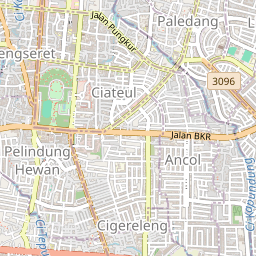 Paledang
Jalan Pungkur
engseret
3096
Ciateul
Jalan BKR
Pelindung
Hewan
Ancol
Cigereleng